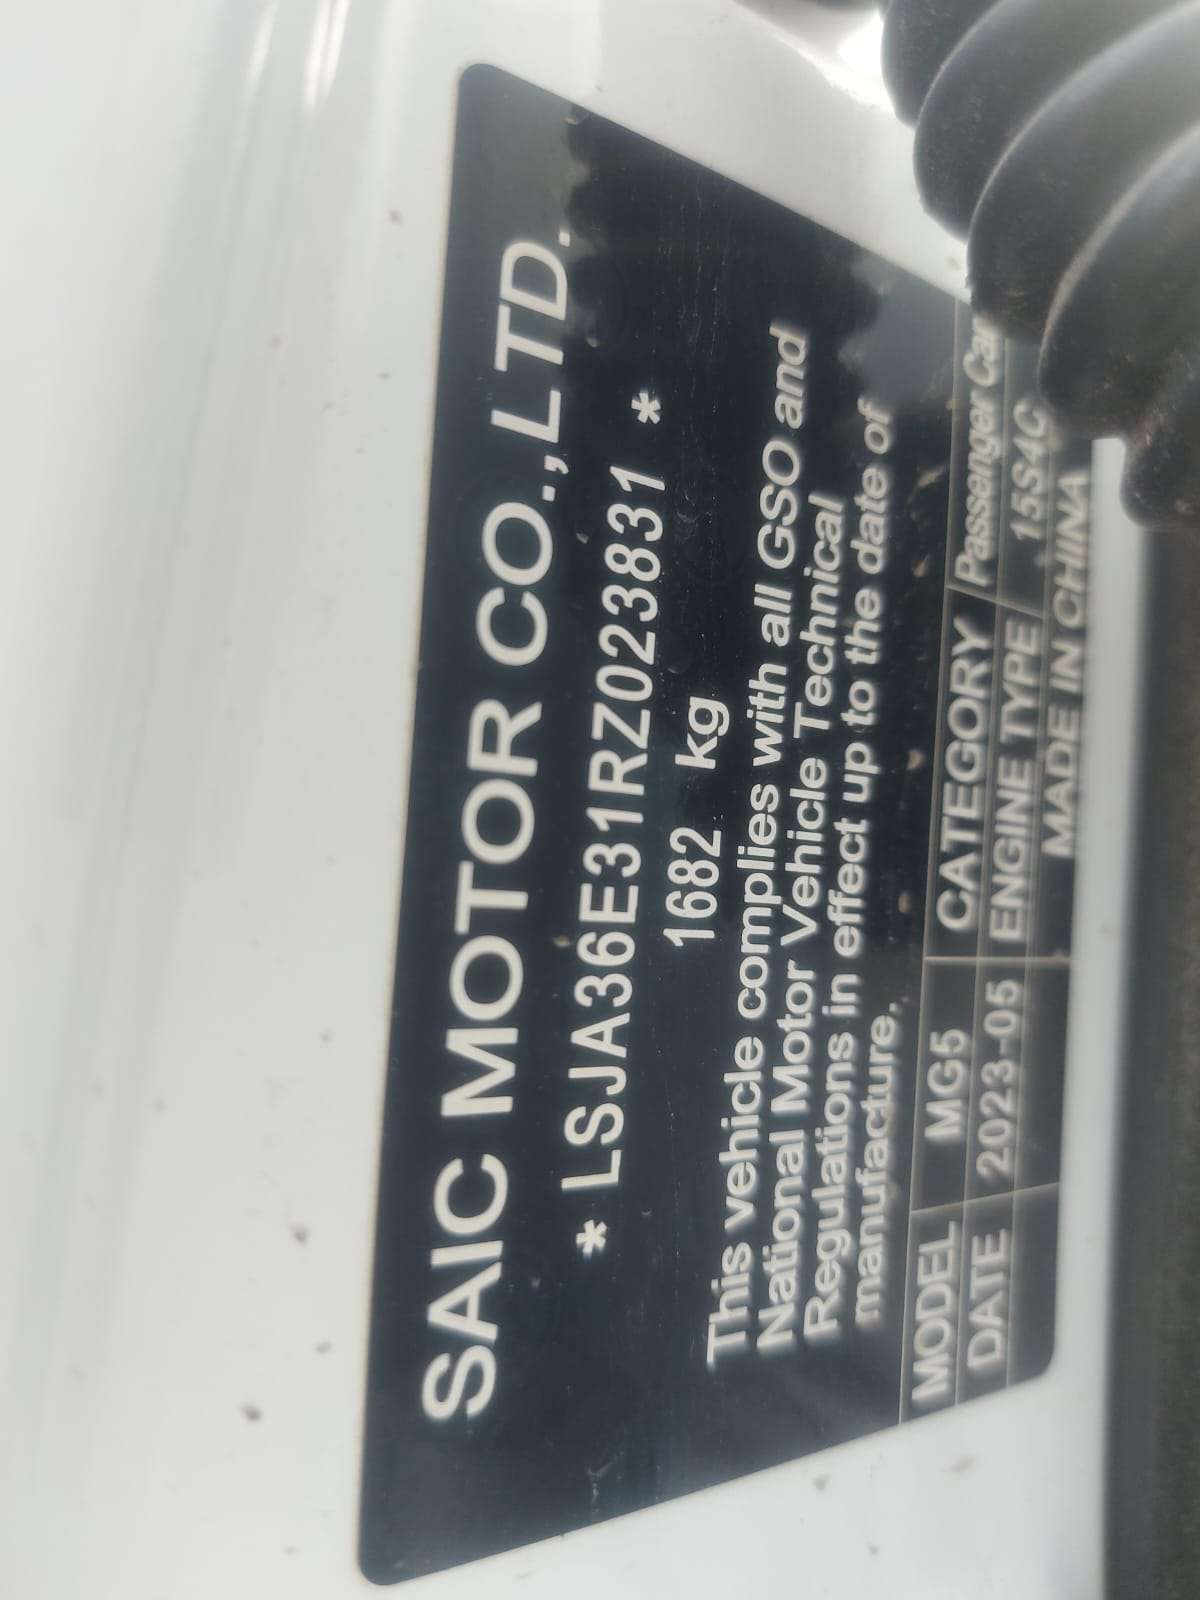 SAIC MOTOR CO.,LTD.
*LSJA36E31RZ023831*
1682 kg
This vehicle complies with all GSO and
National Motor Vehicle Technical
Regulations in effect up to the date of
manufacture.
MODEL MG5 CATEGORY Passenger Car
DATE 2023-05 ENGINE TYPE 15S4C
MADE IN CHINA